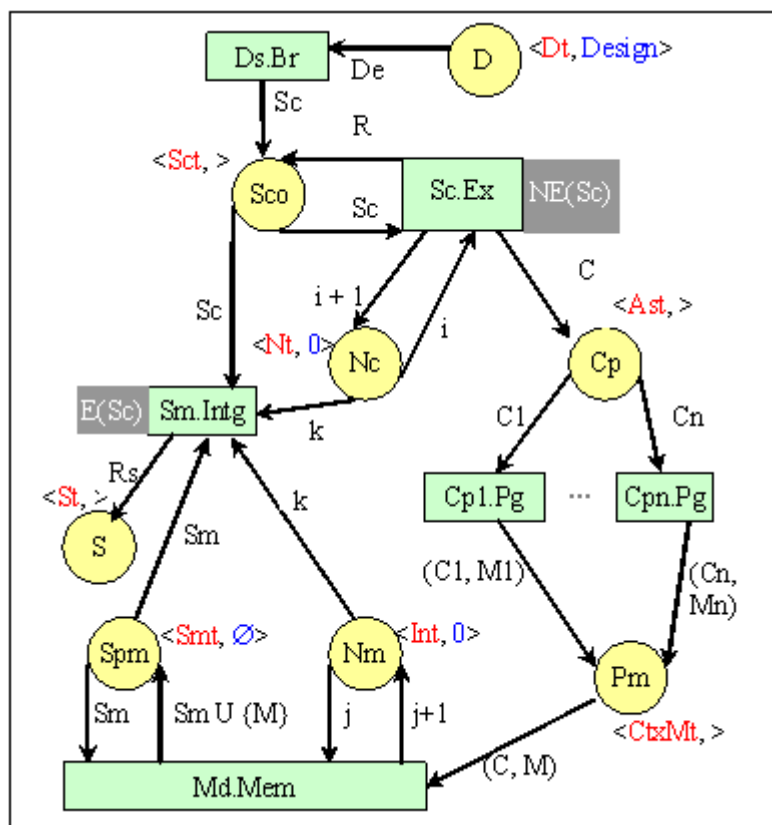 Ds.Br
De
D
<Dt, Design>
Sc
R
<Sct, >
Sco
Sc
Sc.Ex
NE(Sc)
C
i + 1
i
Sc
<Nt, 0>
Nc
<Ast, >
Cp
E(Sc)
Sm.Intg
k
C1
Cn
Rs
<St, >
S
Sm
k
Cp1.Pg
...
Cpn.Pg
(C1, M1)
(Cn,
Mn)
Spm
<Smt, ∅>
Nm
<Int, 0>
Pm
<CtxMt, >
Sm
Sm U {M}
j
j+1
(C, M)
Md.Mem